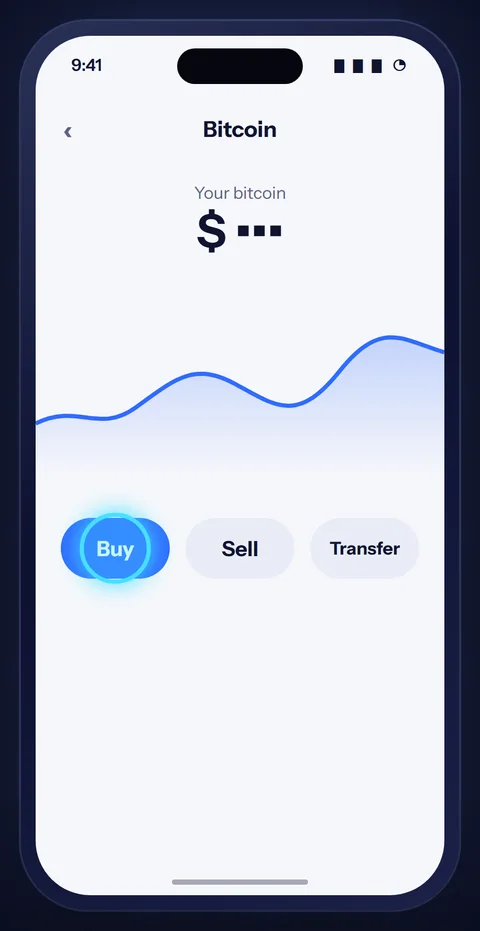 9:41
‹ Bitcoin
Your bitcoin
$ ▪▪▪
Buy Sell Transfer